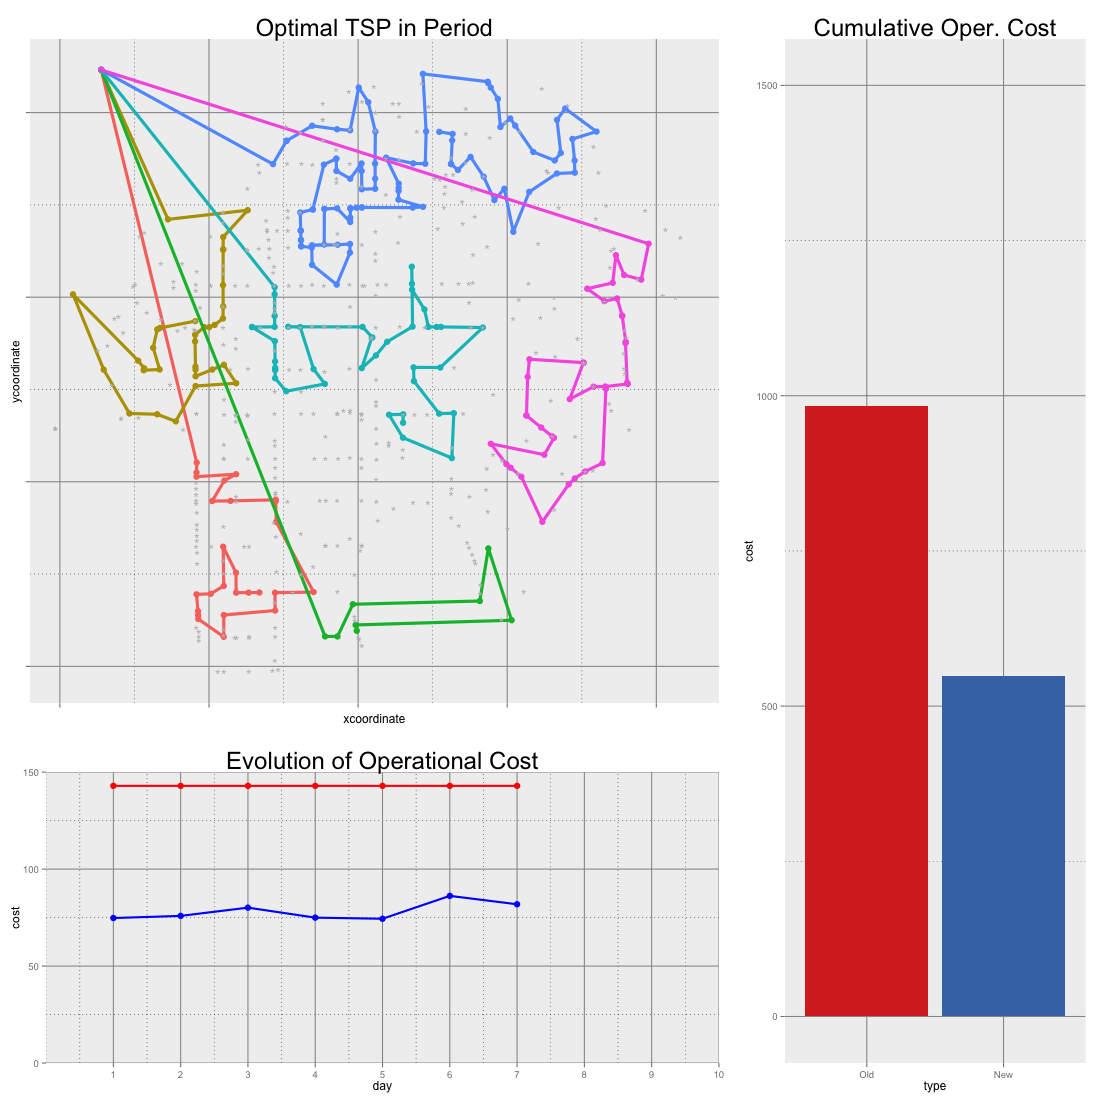 Optimal TSP in Period
ycoordinate
xcoordinate
Evolution of Operational Cost
150
100
50
0
cost
1 2 3 4 5 6 7 8 9 10
day
Cumulative Oper. Cost
1500
1000
500
0
cost
Old New
type